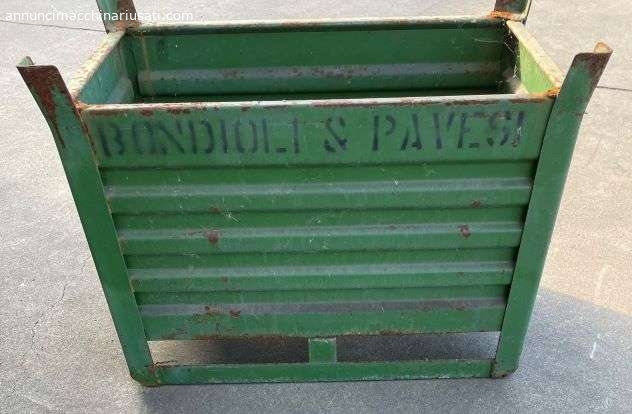 annuncimacchinariusati.com
BONDIOLI & PAVESI